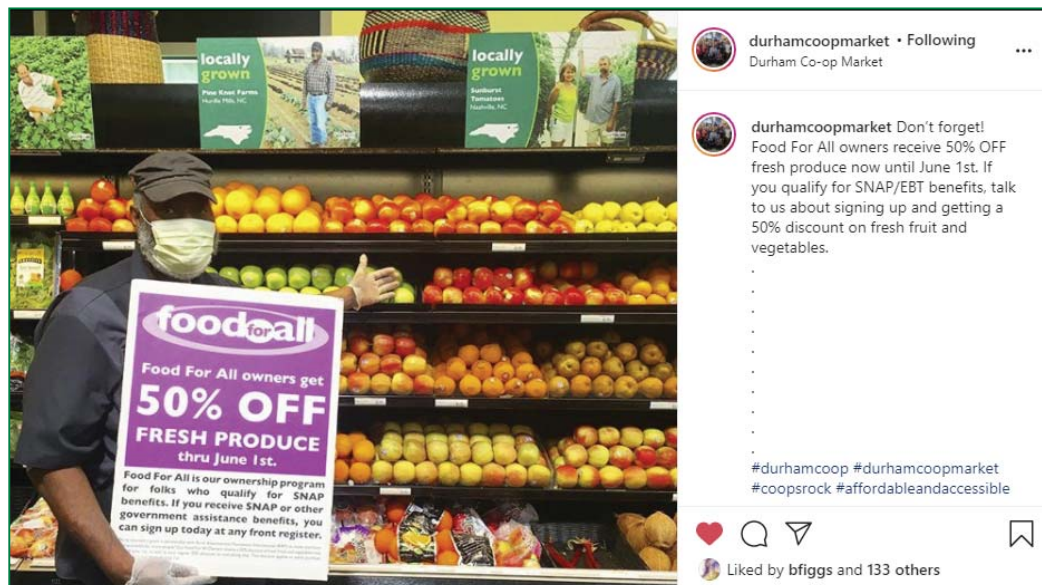 locally
grown
Pine Knot Farms
Hurdle Mills, NC
locally
grown
Sunburst
Tomatoes
Nashville, NC
food for all
Food For All owners get
50% OFF
FRESH PRODUCE
thru June 1st.
Food For All is our ownership program
for folks who qualify for SNAP
benefits. If you receive SNAP or other
government assistance benefits, you
can sign up today at any front register.
durhamcoopmarket • Following
Durham Co-op Market
durhamcoopmarket Don't forget!
Food For All owners receive 50% OFF
fresh produce now until June 1st. If
you qualify for SNAP/EBT benefits, talk
to us about signing up and getting a
50% discount on fresh fruit and
vegetables.
.
.
.
.
.
.
.
.
.
#durhamcoop #durhamcoopmarket
#coopsrock #affordableandaccessible
Liked by bfiggs and 133 others